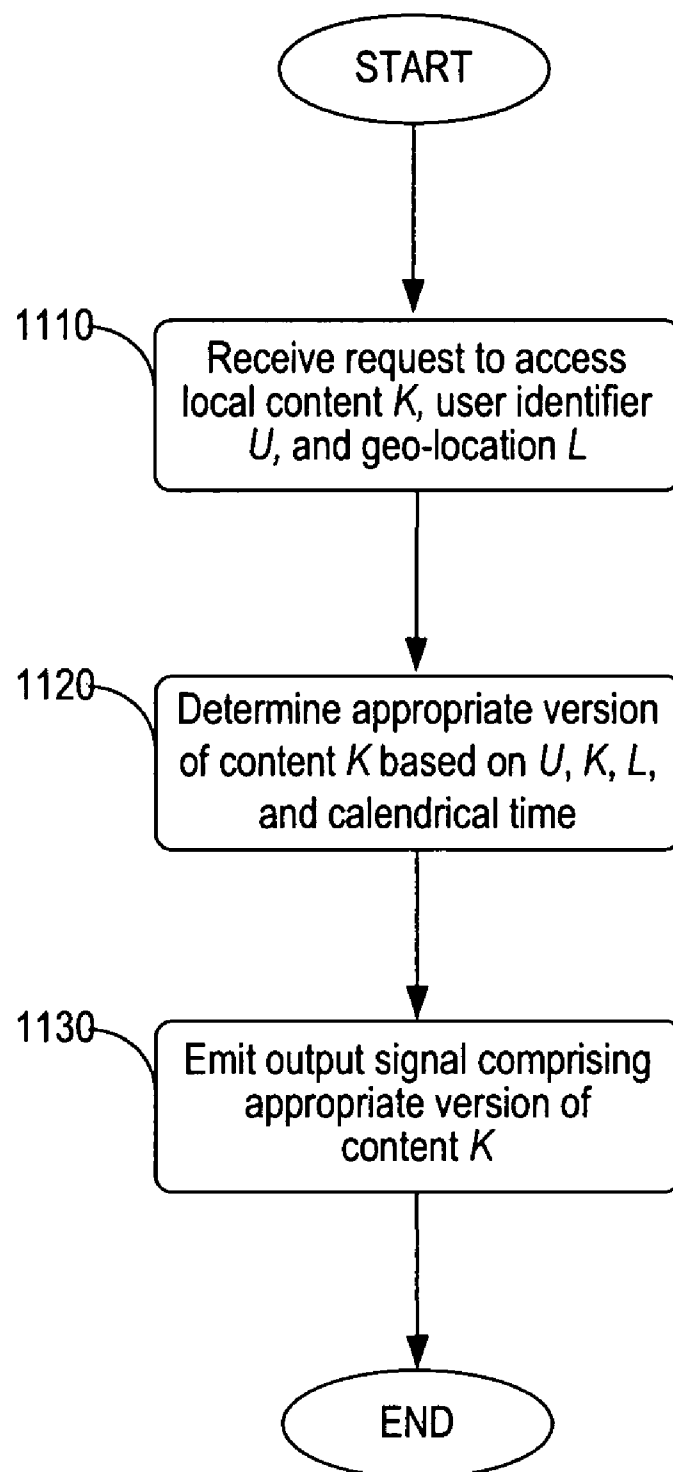 START
1110
Receive request to access
local content K, user identifier
U, and geo-location L
1120
Determine appropriate version
of content K based on U, K, L,
and calendrical time
1130
Emit output signal comprising
appropriate version of
content K
END